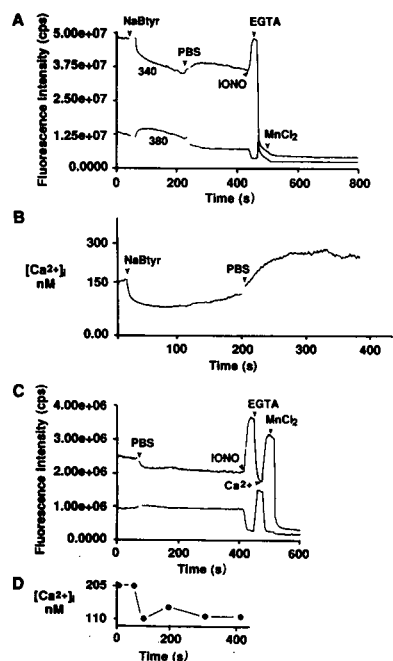 A
Fluorescence Intensity (cps)
5.00e+07
3.75e+07
2.50e+07
1.25e+07
0.0000
NaBtyr
PBS
EGTA
340
IONO
380
MnCl2
0 200 400 600 800
Time (s)
B
[Ca2+]i
nM
300
150
0.00
NaBtyr
PBS
100 200 300 400
Time (s)
C
Fluorescence Intensity (cps)
4.00e+06
3.00e+06
2.00e+06
1.00e+06
0.0000
PBS
EGTA
MnCl2
IONO
Ca2+
0 200 400 600
Time (s)
D
[Ca2+]i
nM
205
110
0 200 400
Time (s)